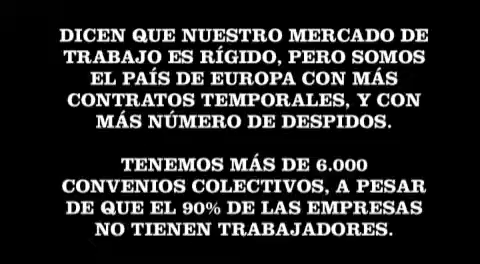 DICEN QUE NUESTRO MERCADO DE
TRABAJO ES RÍGIDO, PERO SOMOS
EL PAÍS DE EUROPA CON MÁS
CONTRATOS TEMPORALES, Y CON
MÁS NÚMERO DE DESPIDOS.
TENEMOS MÁS DE 6.000
CONVENIOS COLECTIVOS, A PESAR
DE QUE EL 90% DE LAS EMPRESAS
NO TIENEN TRABAJADORES.